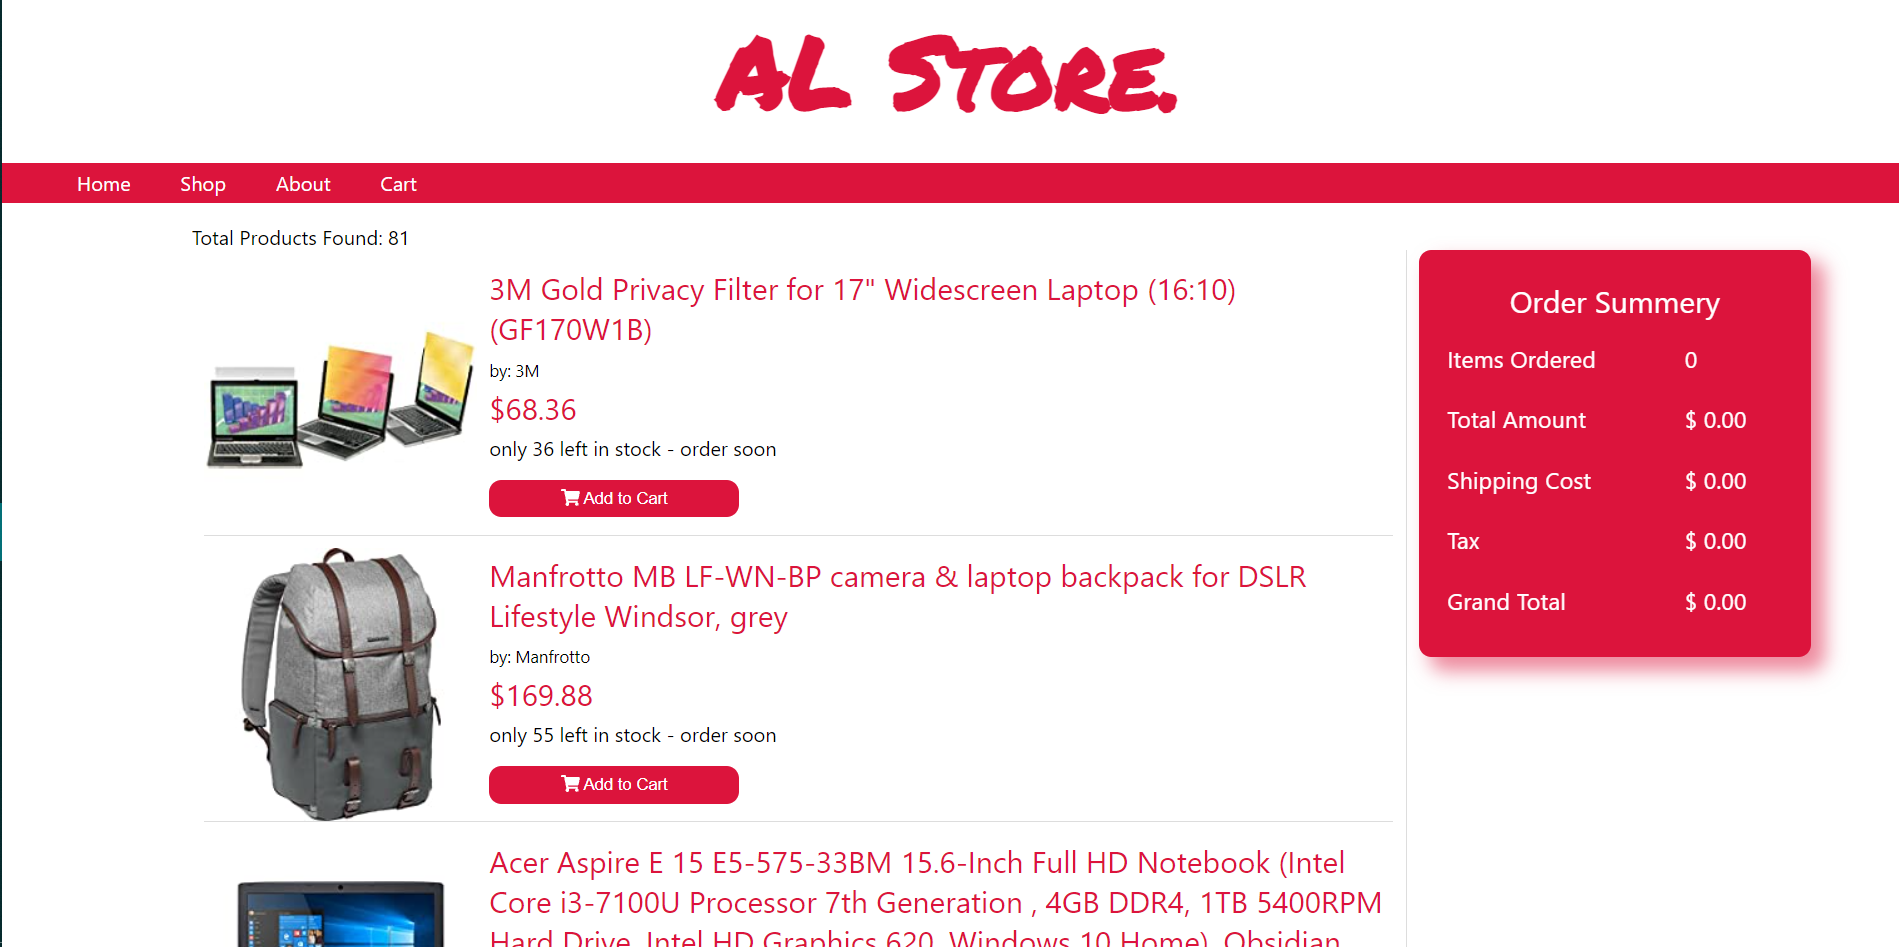 AL Store.
Home Shop About Cart
Total Products Found: 81
3M Gold Privacy Filter for 17" Widescreen Laptop (16:10)
(GF170W1B)
by: 3M
$68.36
only 36 left in stock - order soon
Add to Cart
Manfrotto MB LF-WN-BP camera & laptop backpack for DSLR
Lifestyle Windsor, grey
by: Manfrotto
$169.88
only 55 left in stock - order soon
Add to Cart
Acer Aspire E 15 E5-575-33BM 15.6-Inch Full HD Notebook (Intel
Core i3-7100U Processor 7th Generation , 4GB DDR4, 1TB 5400RPM
Hard Drive, Intel HD Graphics 620, Windows 10 Home), Obsidian
Order Summery
Items Ordered 0
Total Amount $ 0.00
Shipping Cost $ 0.00
Tax $ 0.00
Grand Total $ 0.00